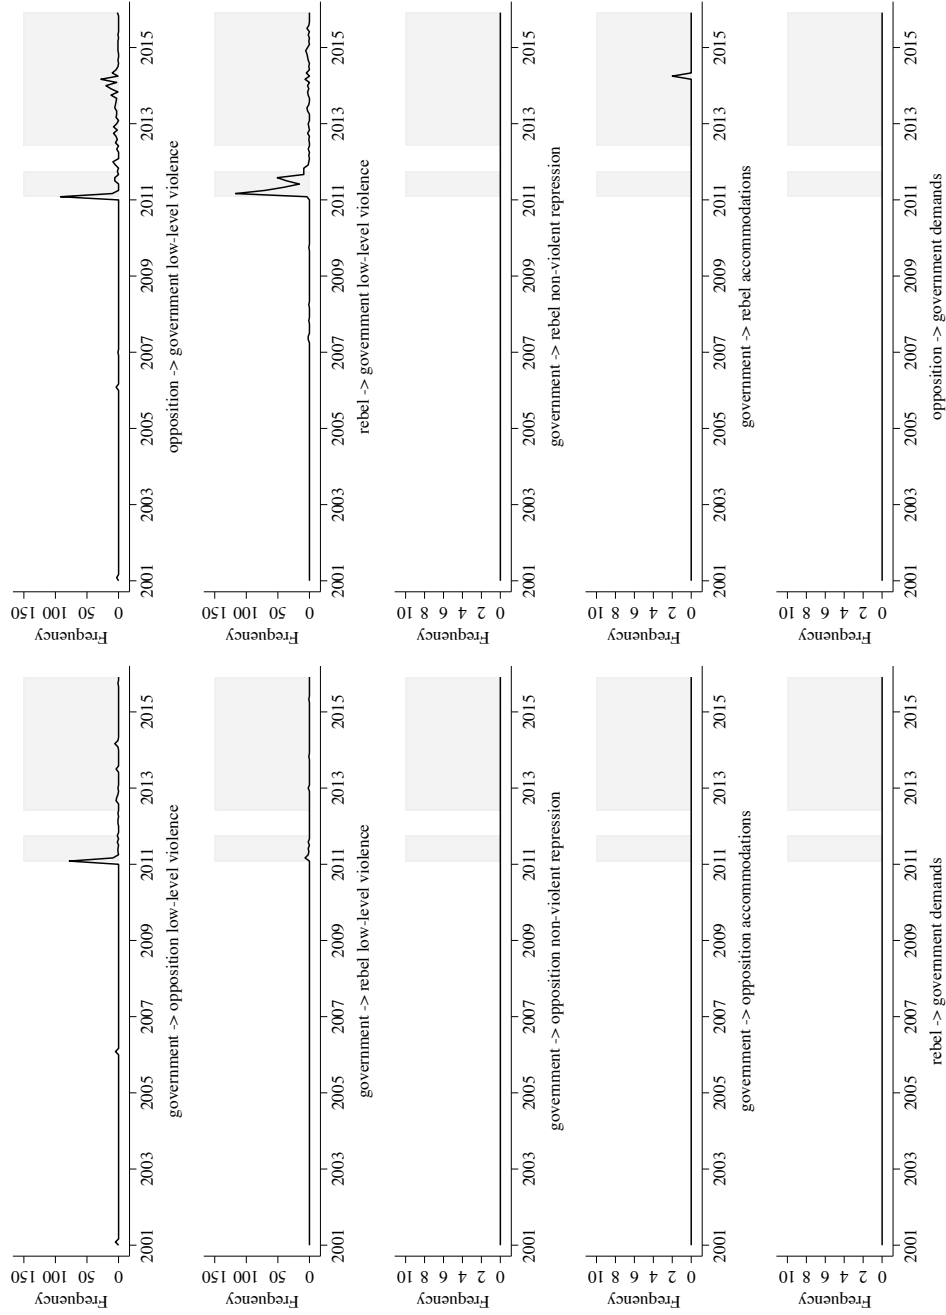 Frequency
150
100
50
0
2001 2003 2005 2007 2009 2011 2013 2015
government -> opposition low-level violence
Frequency
150
100
50
0
2001 2003 2005 2007 2009 2011 2013 2015
opposition -> government low-level violence
Frequency
150
100
50
0
2001 2003 2005 2007 2009 2011 2013 2015
government -> rebel low-level violence
Frequency
150
100
50
0
2001 2003 2005 2007 2009 2011 2013 2015
rebel -> government low-level violence
Frequency
10
8
6
4
2
0
2001 2003 2005 2007 2009 2011 2013 2015
government -> opposition non-violent repression
Frequency
10
8
6
4
2
0
2001 2003 2005 2007 2009 2011 2013 2015
government -> rebel non-violent repression
Frequency
10
8
6
4
2
0
2001 2003 2005 2007 2009 2011 2013 2015
government -> opposition accommodations
Frequency
10
8
6
4
2
0
2001 2003 2005 2007 2009 2011 2013 2015
government -> rebel accommodations
Frequency
10
8
6
4
2
0
2001 2003 2005 2007 2009 2011 2013 2015
rebel -> government demands
Frequency
10
8
6
4
2
0
2001 2003 2005 2007 2009 2011 2013 2015
opposition -> government demands